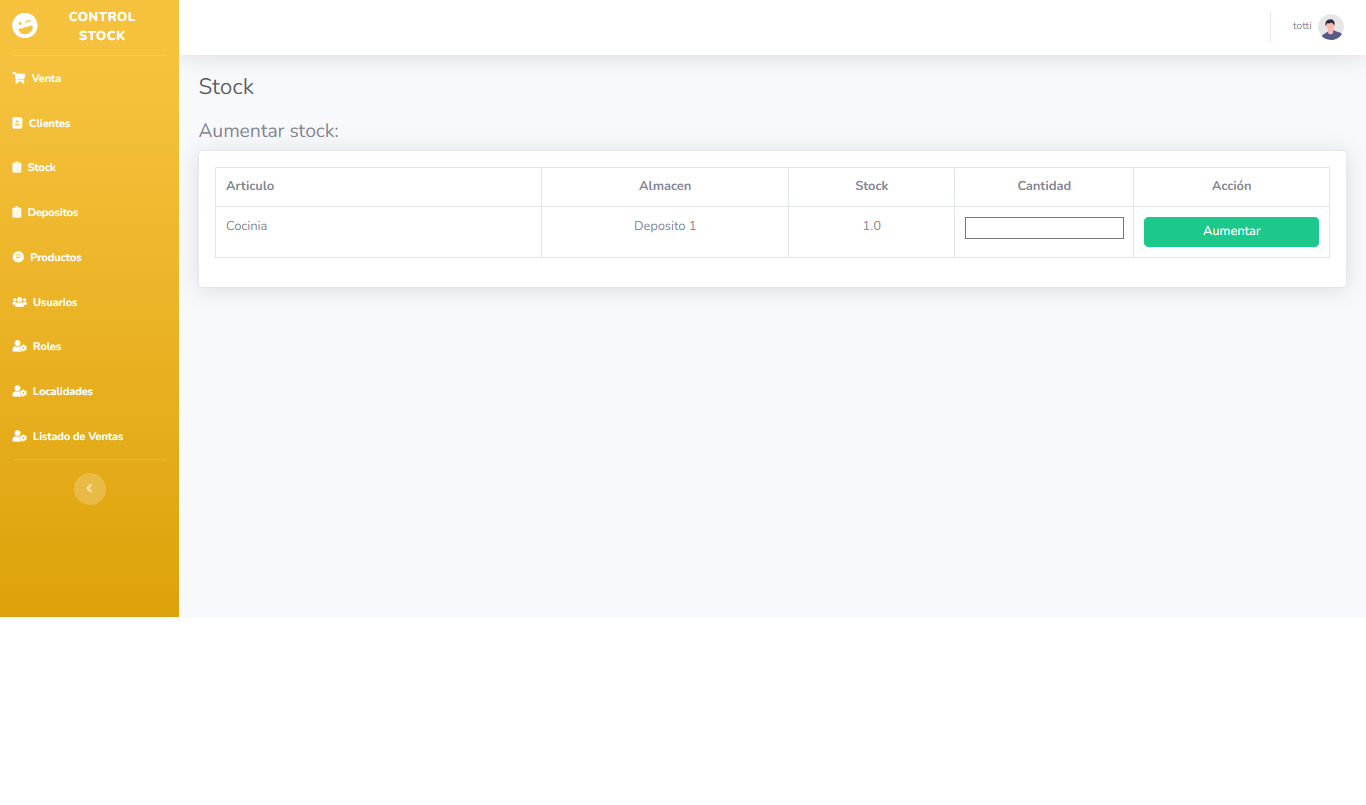 CONTROL
STOCK
totti
Venta
Clientes
Stock
Depositos
Productos
Usuarios
Roles
Localidades
Listado de Ventas
Stock
Aumentar stock:
Articulo Almacen Stock Cantidad Acción
Cocinia Deposito 1 1.0 Aumentar